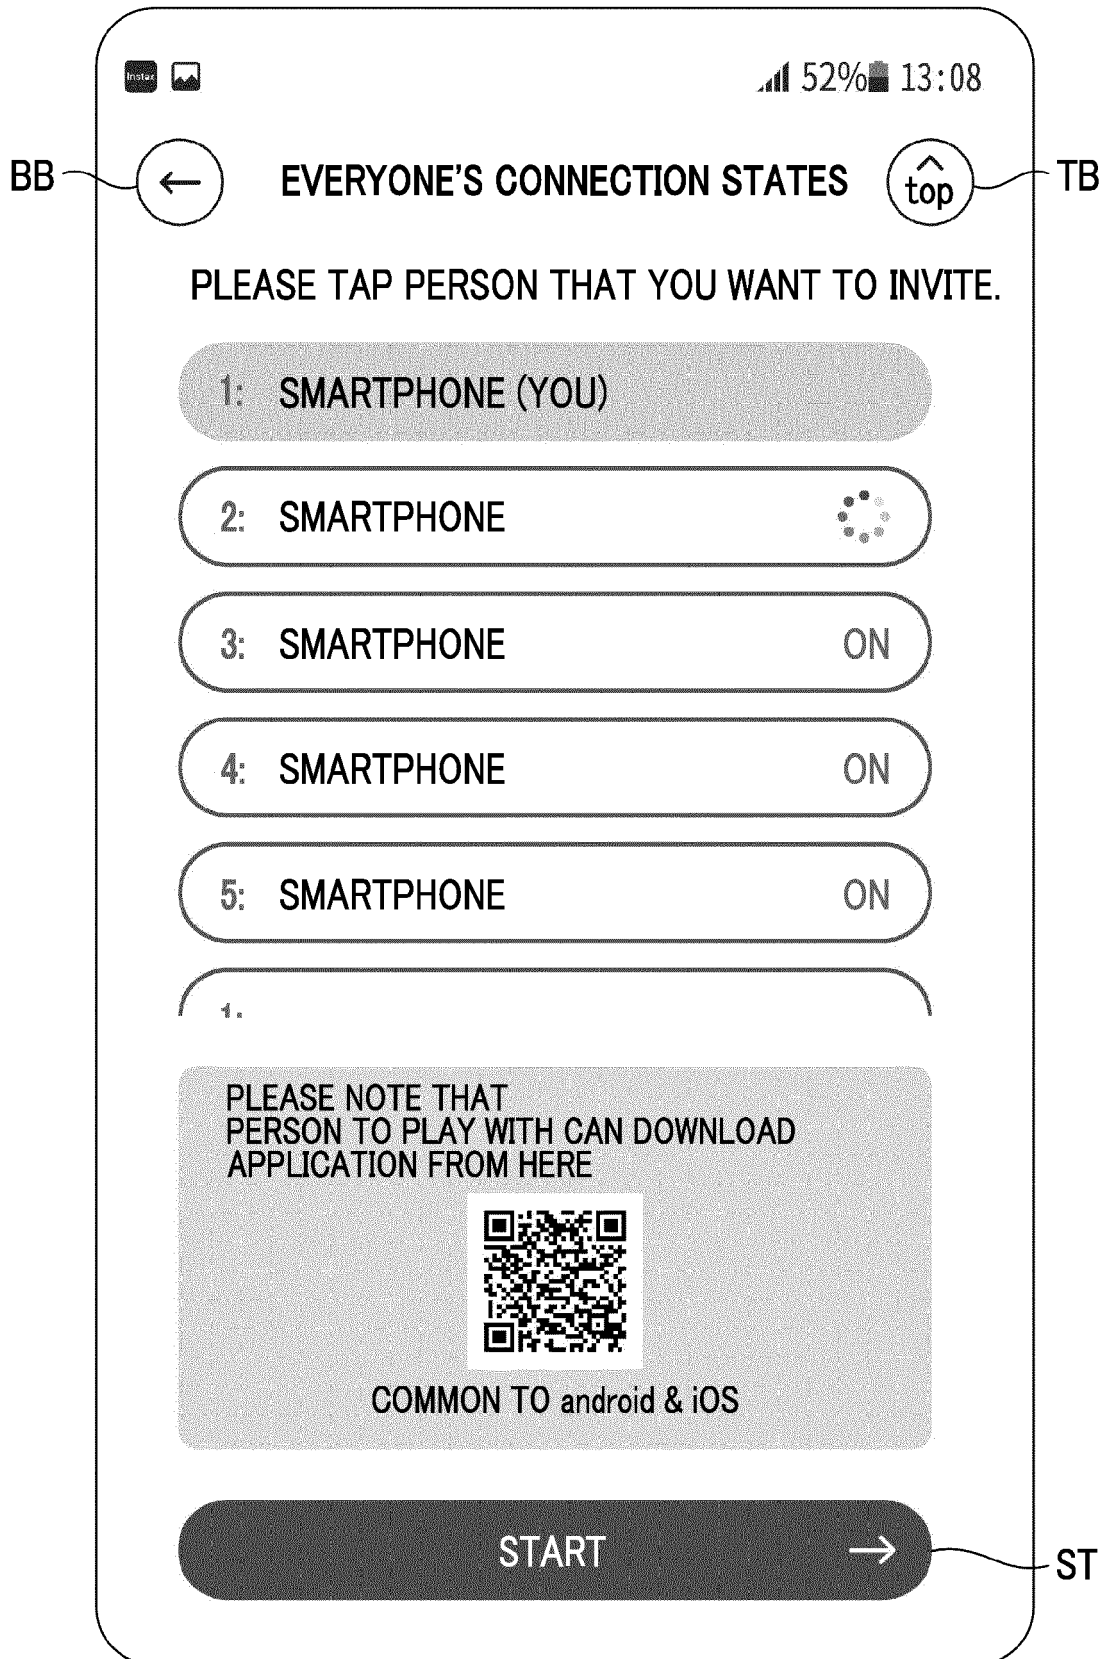 Instax 52% 13:08
BB ← EVERYONE'S CONNECTION STATES top TB
PLEASE TAP PERSON THAT YOU WANT TO INVITE.
1: SMARTPHONE (YOU)
2: SMARTPHONE
3: SMARTPHONE ON
4: SMARTPHONE ON
5: SMARTPHONE ON
1:
PLEASE NOTE THAT
PERSON TO PLAY WITH CAN DOWNLOAD
APPLICATION FROM HERE
COMMON TO android & iOS
START → ST